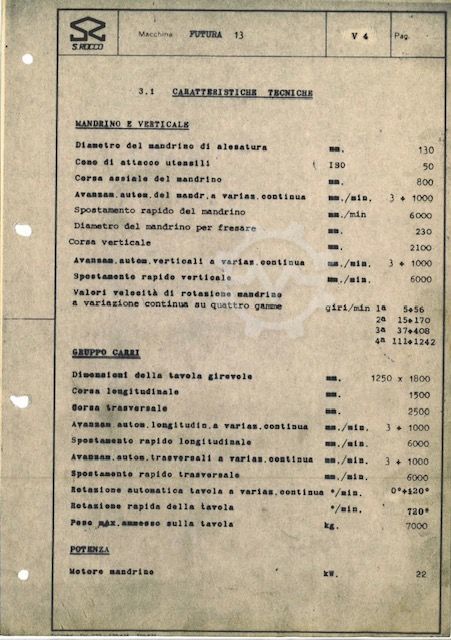 S.ROCCO
Macchina FUTURA 13 V 4 Pag.
3.1 CARATTERISTICHE TECNICHE
MANDRINO E VERTICALE
Diametro del mandrino di alesatura mm. 130
Cono di attacco utensili ISO 50
Corsa assiale del mandrino mm. 800
Avanzam.autom.del mandr.a variaz.continua mm./min. 3 ÷ 1000
Spostamento rapido del mandrino mm./min 6000
Diametro del mandrino per fresare mm. 230
Corsa verticale mm. 2100
Avanzam.autom.verticali a variaz.continua mm./min. 3 ÷ 1000
Spostamento rapido verticale mm./min. 6000
Valori velocità di rotazione mandrino
a variazione continua su quattro gamme giri/min 1a 5÷56
2a 15÷170
3a 37÷408
4a 111÷1242
GRUPPO CARRI
Dimensioni della tavola girevole mm. 1250 x 1800
Corsa longitudinale mm. 1500
Corsa trasversale mm. 2500
Avanzam.autom.longitudin.a variaz.continua mm./min. 3 ÷ 1000
Spostamento rapido longitudinale mm./min. 6000
Avanzam.autom.trasversali a variaz.continua mm./min. 3 ÷ 1000
Spostamento rapido trasversale mm./min. 6000
Rotazione automatica tavola a variaz.continua °/min. 0°÷120°
Rotazione rapida della tavola °/min. 720°
Peso max.ammesso sulla tavola kg. 7000
POTENZA
Motore mandrino kW. 22